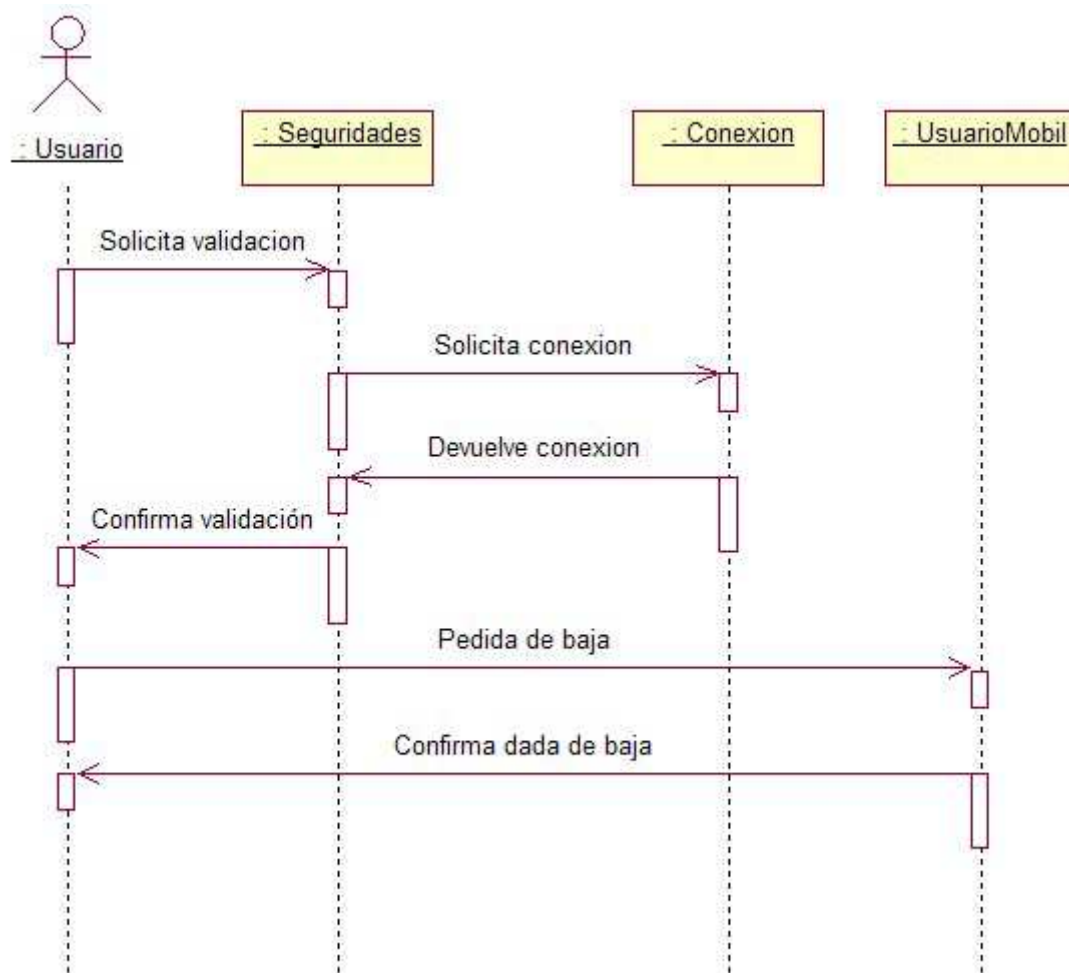 : Usuario
: Seguridades
: Conexion
: UsuarioMobil
Solicita validacion
Solicita conexion
Devuelve conexion
Confirma validación
Pedida de baja
Confirma dada de baja